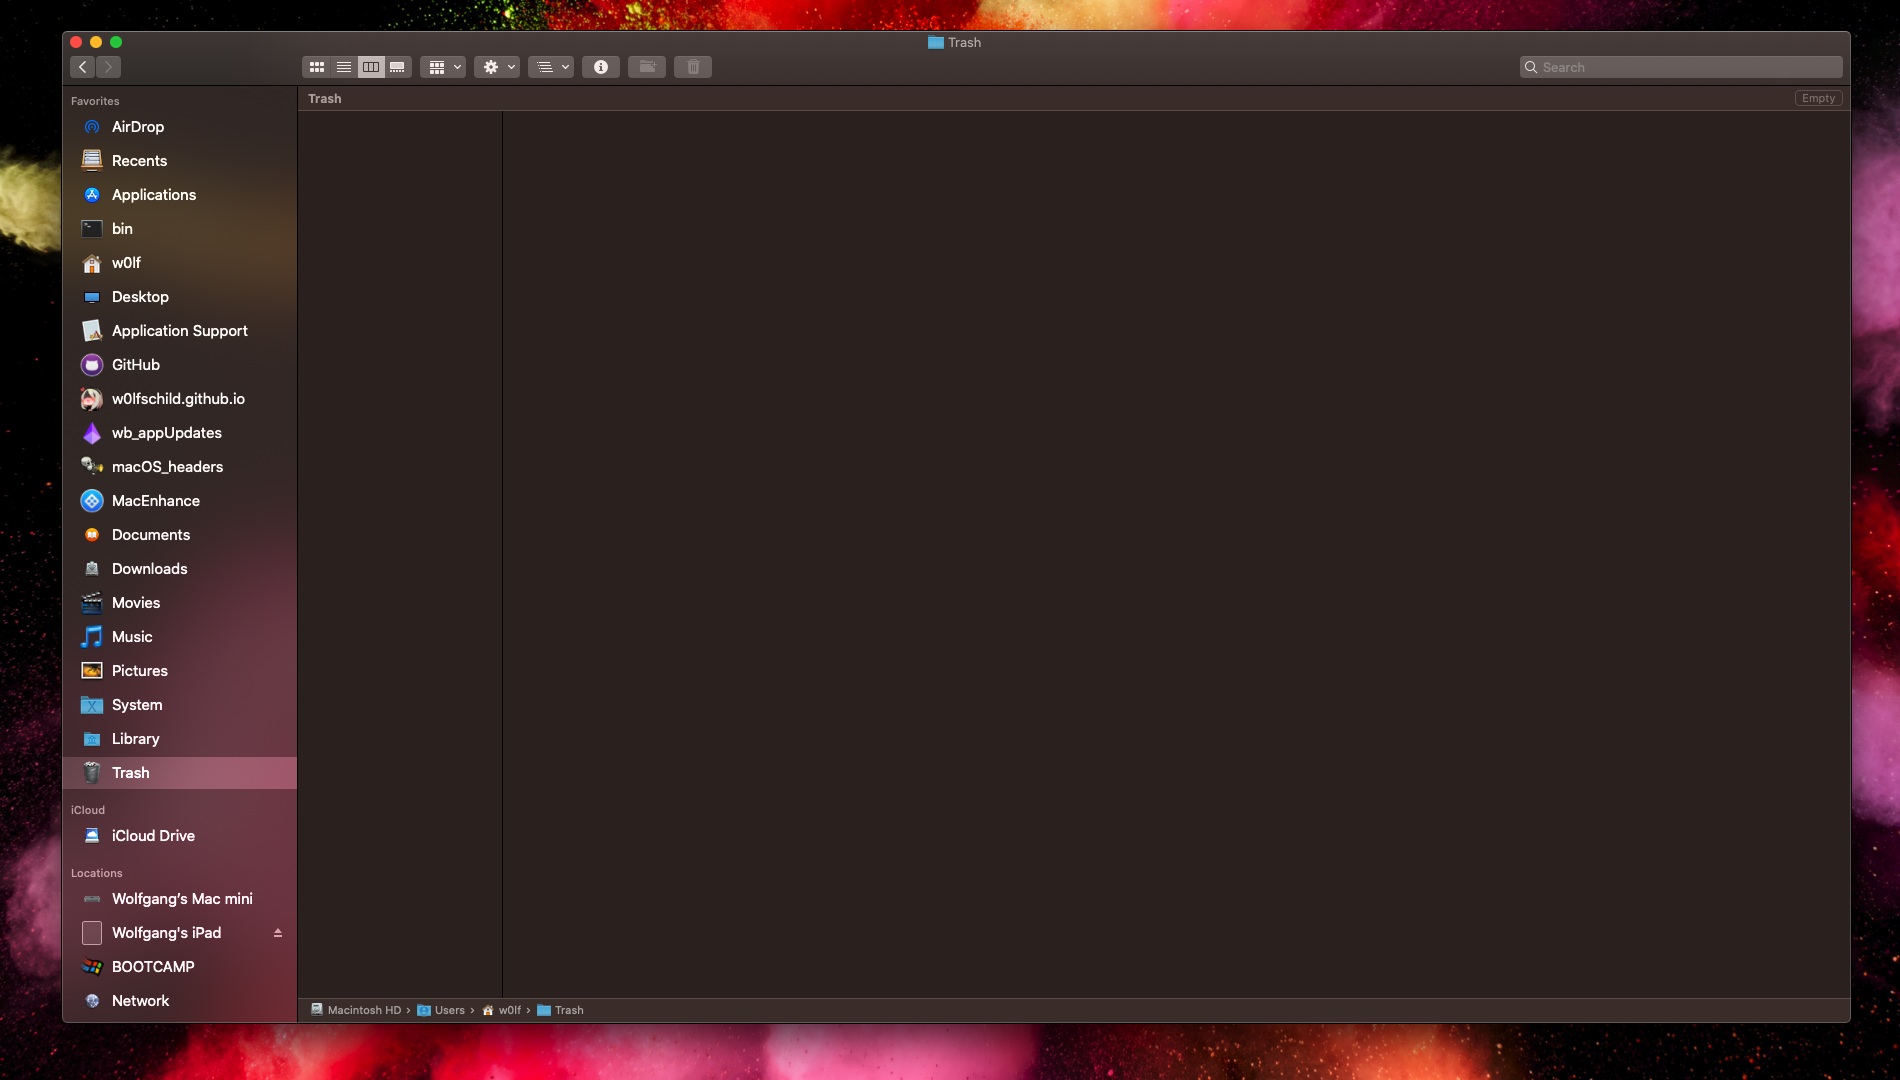 Trash
Search
Favorites
Trash
Empty
AirDrop
Recents
Applications
bin
w0lf
Desktop
Application Support
GitHub
w0lfschild.github.io
wb_appUpdates
macOS_headers
MacEnhance
Documents
Downloads
Movies
Music
Pictures
System
Library
Trash
iCloud
iCloud Drive
Locations
Wolfgang’s Mac mini
Wolfgang's iPad
BOOTCAMP
Network
Macintosh HD › Users › w0lf › Trash